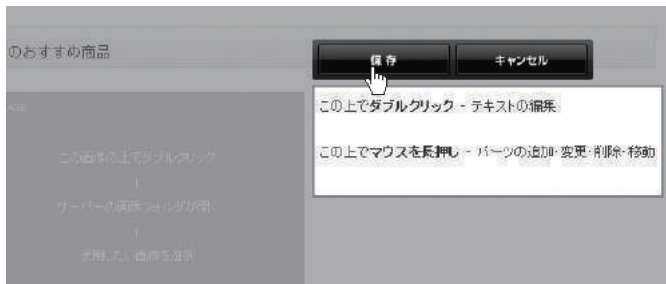 のおすすめ商品
保存
キャンセル
この上でダブルクリック - テキストの編集
この上でマウスを長押し - パーツの追加・変更・削除・移動
この画像の上でダブルクリック
サーバーの画像フォルダが開く
使用したい画像を選択